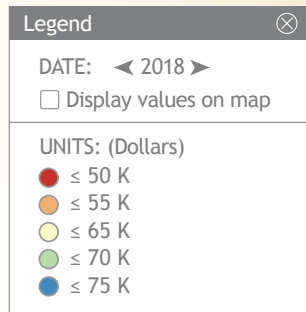 Legend
DATE: 2018
Display values on map
UNITS: (Dollars)
≤ 50 K
≤ 55 K
≤ 65 K
≤ 70 K
≤ 75 K